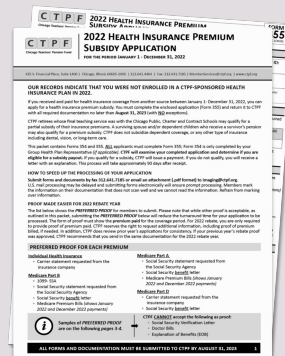 CTPF
Chicago Teachers' Pension Fund
2022 HEALTH INSURANCE PREMIUM
SUBSIDY APPLICATION
FOR THE PERIOD JANUARY 1 - DECEMBER 31, 2022
OUR RECORDS INDICATE THAT YOU WERE NOT ENROLLED IN A CTPF-SPONSORED HEALTH
INSURANCE PLAN IN 2022.
If you received and paid for health insurance coverage from another source between January 1-December 31, 2022, you can
apply for a health insurance premium subsidy. You must complete the enclosed application (Form 355) and return it to CTPF
with all required documentation no later than August 31, 2023 (with NO exceptions).
CTPF retirees whose final teaching service was with the Chicago Public, Charter and Contract Schools may qualify for a
partial subsidy of their insurance premiums. A surviving spouse and/or dependent children who receive a survivor's pension
may also qualify for a premium subsidy. CTPF does not subsidize dependent coverage, or any other type of insurance
including dental, vision, or long-term care.
This packet contains Form 355 and 359. ALL applicants must complete Form 355; Form 359 is only completed by your
Group Health Plan Representative (if applicable). CTPF will examine your completed application and determine if you are
eligible for a subsidy payout. If you qualify for a subsidy, CTPF will issue a payment. If you do not qualify, you will receive a
letter with an explanation. This process will take approximately 90 days after receipt.
HOW TO SPEED UP THE PROCESSING OF YOUR APPLICATION
Submit forms and documents by fax 312.641.7185 or email an attachment (.pdf format) to imaging@ctpf.org.
U.S. mail processing may be delayed and submitting forms electronically will ensure prompt processing. Members mark
the information on their documentation that does not scan well and we cannot read the information. Refrain from marking
over information.
PROOF MADE EASIER FOR 2022 REBATE YEAR
The list below shows the PREFERRED PROOF for members to submit. Please note that while other proof is acceptable, as
outlined in this packet, submitting the PREFERRED PROOF will reduce the turnaround time for your application to be
processed. The form of proof must show the premium paid for the coverage period. For 2022 rebates, you are only required
to provide proof of premium paid. CTPF reserves the right to request additional information, including proof of premium
billed, if needed. In addition, CTPF does review prior year's applications for consistency. If your previous year's rebate proof
was approved, CTPF recommends that you send in the same documentation for the 2022 rebate year.
PREFERRED PROOF FOR EACH PREMIUM
Individual Health Insurance
- Carrier statement requested from the
insurance company
Medicare Part B
- 1099-SSA
- Social Security statement requested from
the Social Security Agency
- Social Security benefit letter
- Medicare Premium Bills (shows January
2022 and December 2022 payments)
Medicare Part A
- Social Security statement requested from
the Social Security Agency
- Social Security benefit letter
- Medicare Premium Bills (shows January
2022 and December 2022 payments)
Medicare Part D
- Carrier statement requested from the
insurance company
- Social Security benefit letter
i
Samples of PREFERRED PROOF
are on the following pages 3-4.
CTPF CANNOT accept the following as proof:
- Social Security Verification Letter
- Doctor Bills
- Explanation of Benefits (EOB)
ALL FORMS AND DOCUMENTATION MUST BE SUBMITTED TO CTPF BY AUGUST 31, 2023
1